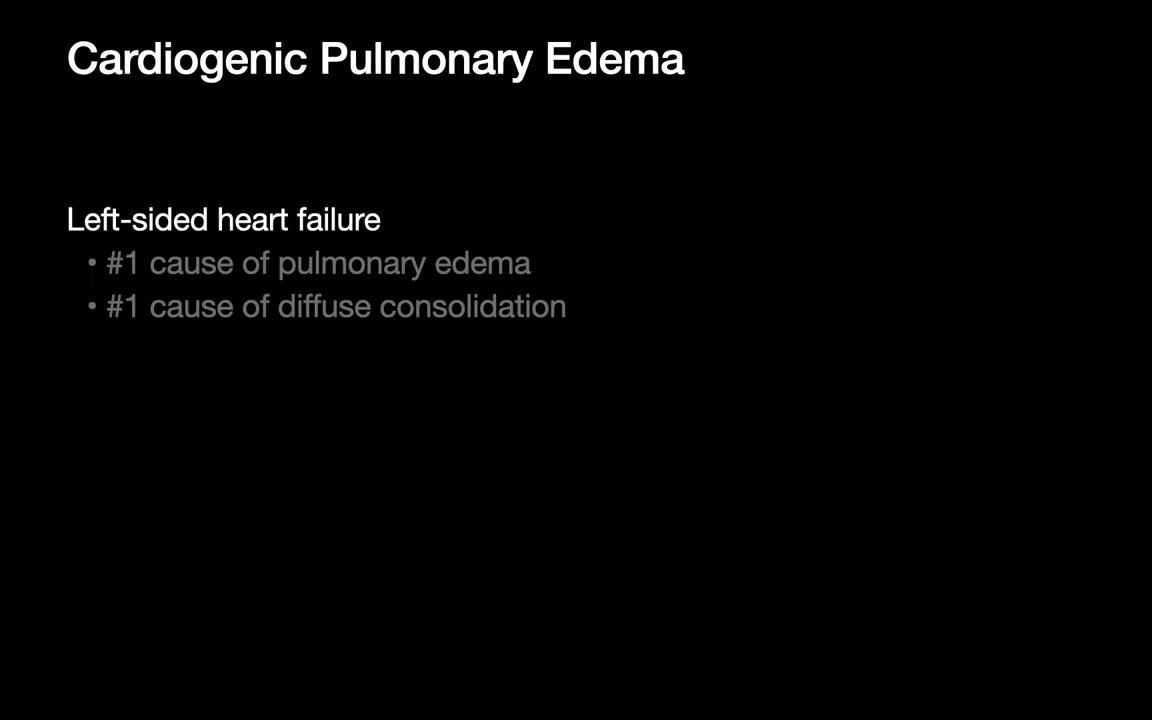 Cardiogenic Pulmonary Edema
Left-sided heart failure
• #1 cause of pulmonary edema
• #1 cause of diffuse consolidation